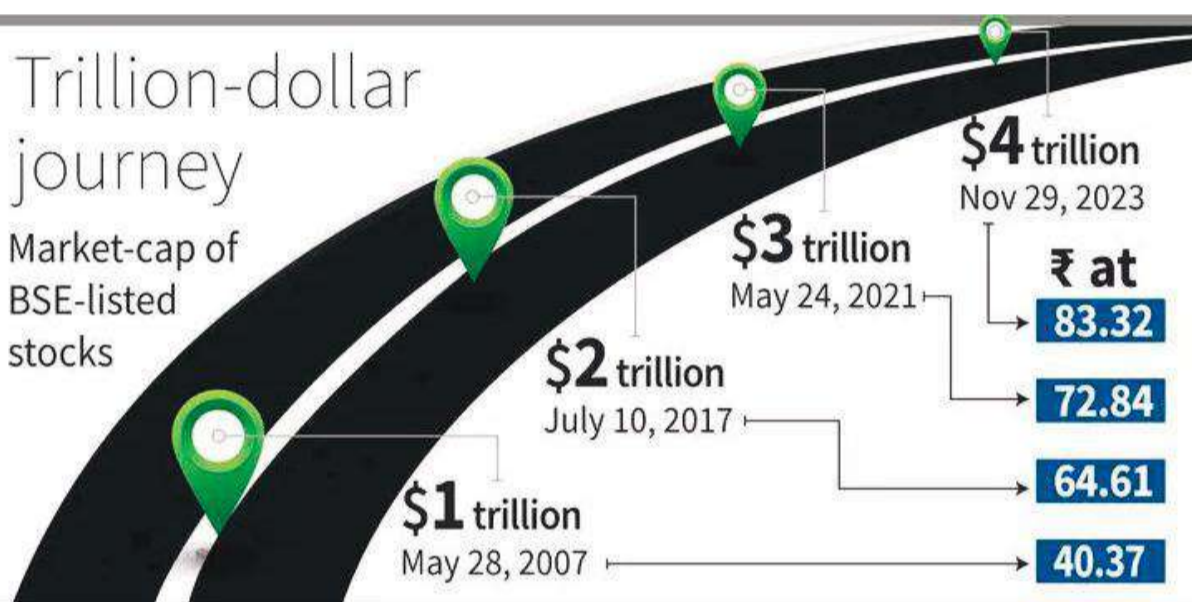 Trillion-dollar
journey
Market-cap of
BSE-listed
stocks
$4 trillion
Nov 29, 2023
$3 trillion
May 24, 2021
$2 trillion
July 10, 2017
$1 trillion
May 28, 2007
₹ at
83.32
72.84
64.61
40.37